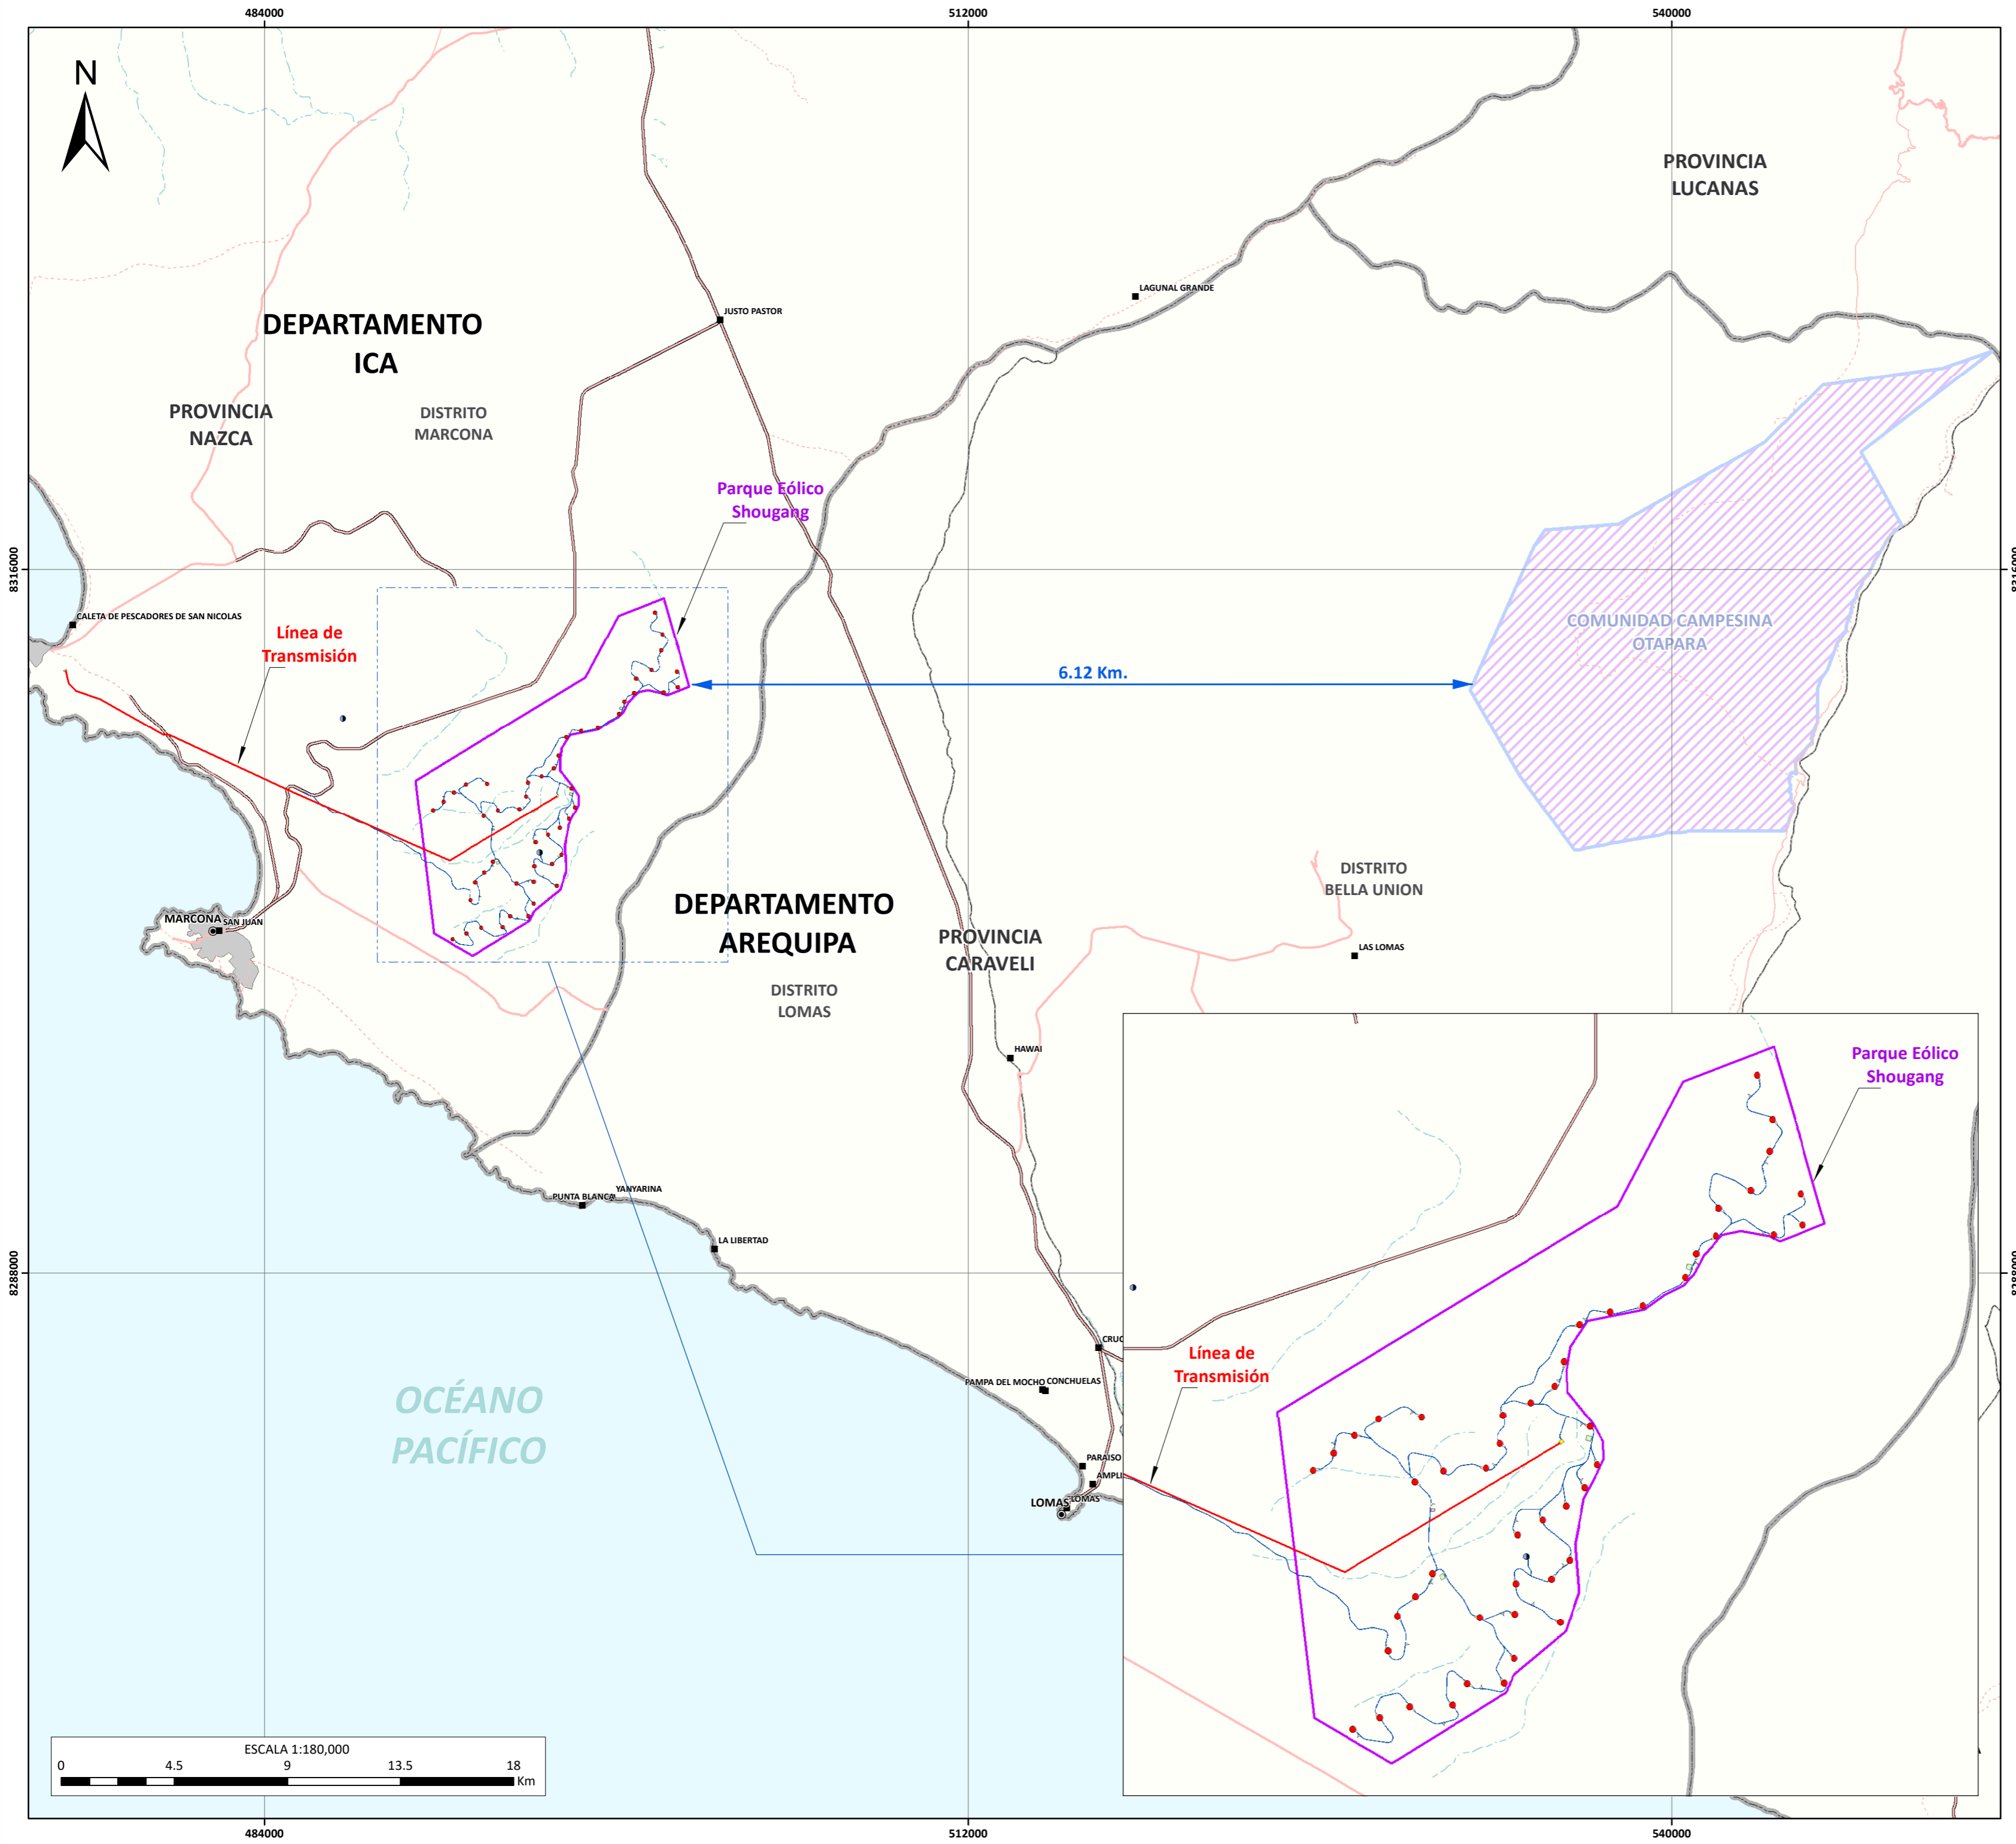 484000
512000
540000
N
PROVINCIA
LUCANAS
LAGUNAL GRANDE
JUSTO PASTOR
DEPARTAMENTO
ICA
PROVINCIA
NAZCA
DISTRITO
MARCONA
Parque Eólico
Shougang
8316000
8316000
CALETA DE PESCADORES DE SAN NICOLAS
COMUNIDAD CAMPESINA
OTAPARA
Línea de
Transmisión
6.12 Km.
DISTRITO
BELLA UNION
DEPARTAMENTO
AREQUIPA
MARCONA
SAN JUAN
PROVINCIA
CARAVELI
LAS LOMAS
DISTRITO
LOMAS
HAWAI
Parque Eólico
Shougang
YANYARINA
PUNTA BLANCA
LA LIBERTAD
8288000
8288000
CRUC
Línea de
Transmisión
PAMPA DEL MOCHO
CONCHUELAS
OCÉANO
PACÍFICO
PARAISO
AMPLI
LOMAS
LOMAS
ESCALA 1:180,000
0 4.5 9 13.5 18
Km
484000
512000
540000